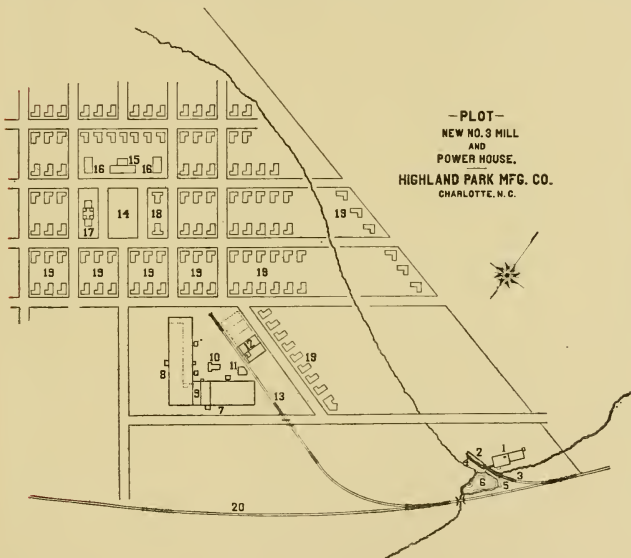 -PLOT-
NEW NO. 3 MILL
AND
POWER HOUSE.
HIGHLAND PARK MFG. CO.
CHARLOTTE, N.C.
15
16 16
14 18 19
17
19 19 19 19 19
12 19
10
11
8
9
13
7
1
2
3
6 5
20